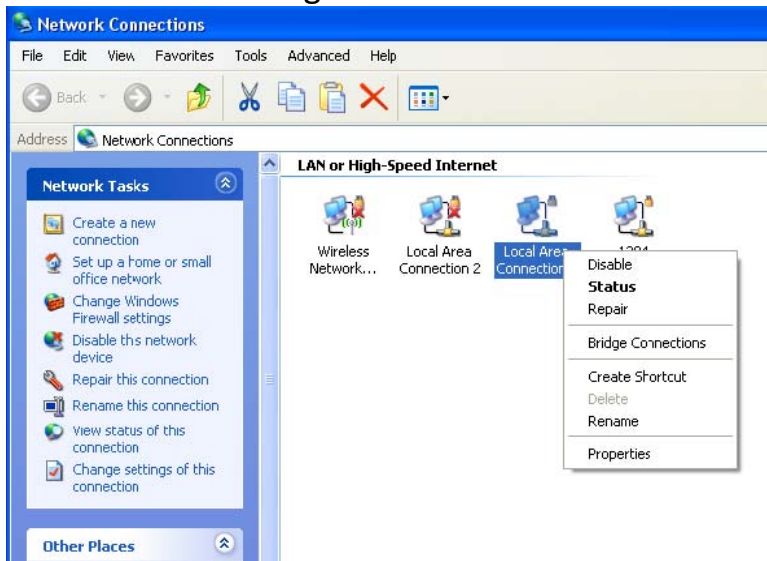 Network Connections
File Edit View Favorites Tools Advanced Help
Back
Address Network Connections
Network Tasks
Create a new
connection
Set up a home or small
office network
Change Windows
Firewall settings
Disable this network
device
Repair this connection
Rename this connection
View status of this
connection
Change settings of this
connection
Other Places
LAN or High-Speed Internet
Wireless
Network...
Local Area
Connection 2
Local Area
Connection
Disable
Status
Repair
Bridge Connections
Create Shortcut
Delete
Rename
Properties